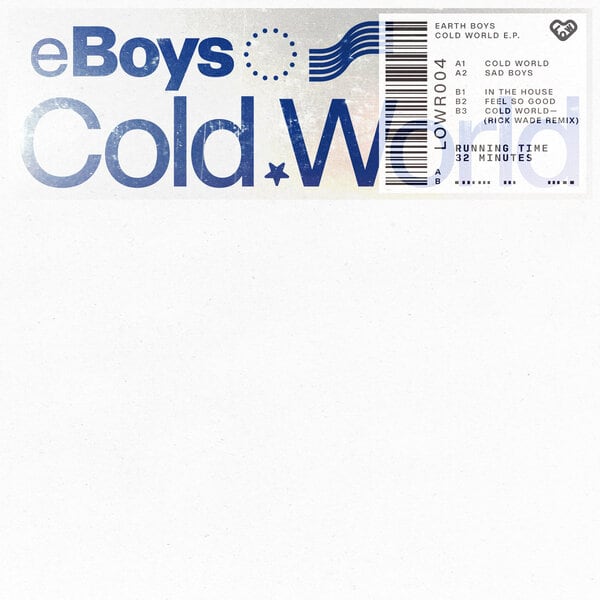 eBoys
Cold.World
EARTH BOYS
COLD WORLD E.P.
A1 COLD WORLD
A2 SAD BOYS
B1 IN THE HOUSE
B2 FEEL SO GOOD
B3 COLD WORLD—
(RICK WADE REMIX)
RUNNING TIME
32 MINUTES
LOWR004
A
B